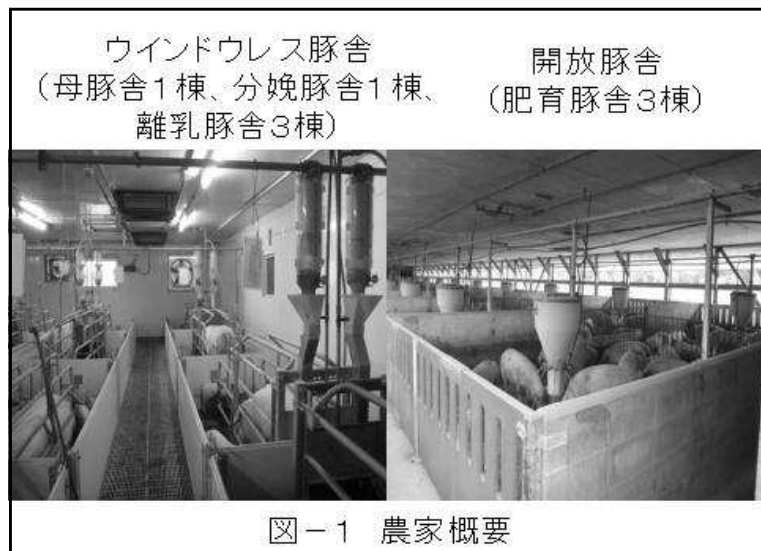 ウインドウレス豚舎
(母豚舎1棟、分娩豚舎1棟、
離乳豚舎3棟)
開放豚舎
(肥育豚舎3棟)
図－1　農家概要